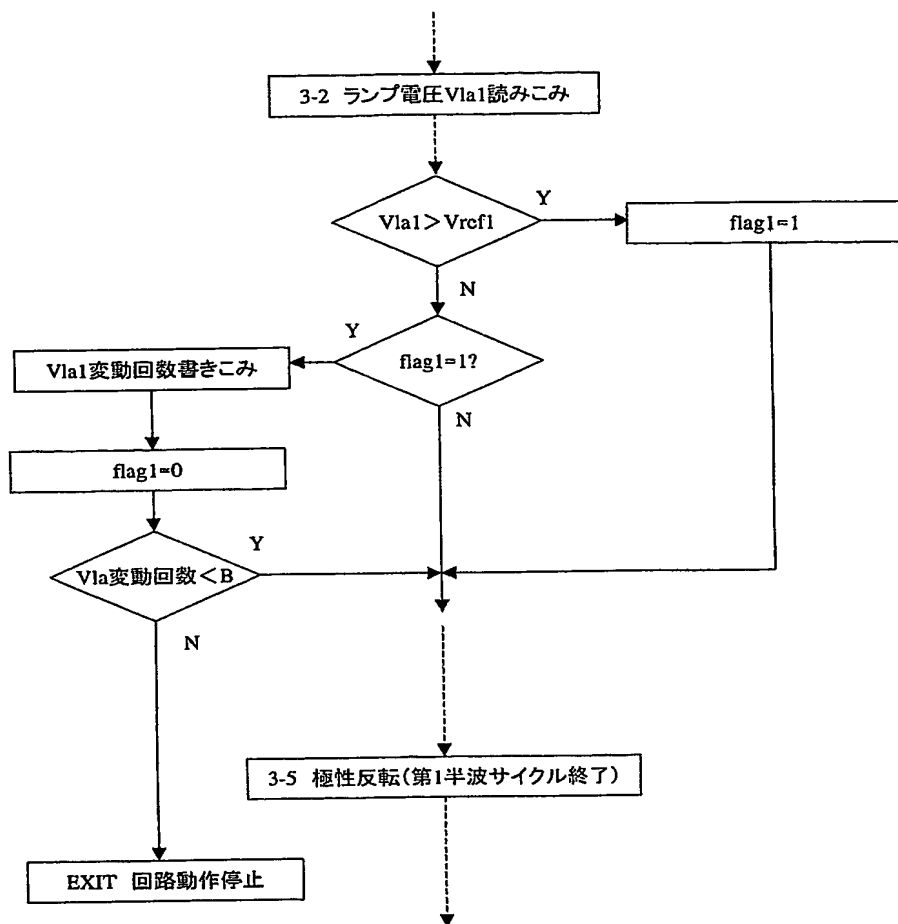 3-2 ランプ電圧Vla1読みこみ
Vla1＞Vref1
Y
flag1=1
N
Y
flag1=1?
Vla1変動回数書きこみ
N
flag1=0
Y
Vla変動回数＜B
N
3-5 極性反転（第1半波サイクル終了）
EXIT 回路動作停止